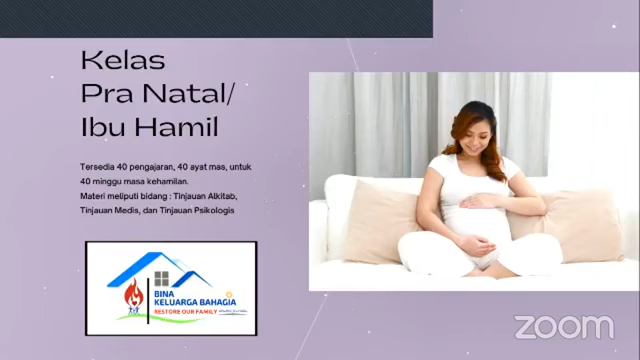 Kelas
Pra Natal/
Ibu Hamil
Tersedia 40 pengajaran, 40 ayat mas, untuk
40 minggu masa kehamilan.
Materi meliputi bidang : Tinjauan Alkitab,
Tinjauan Medis, dan Tinjauan Psikologis
BINA
KELUARGA BAHAGIA
RESTORE OUR FAMILY
zoom